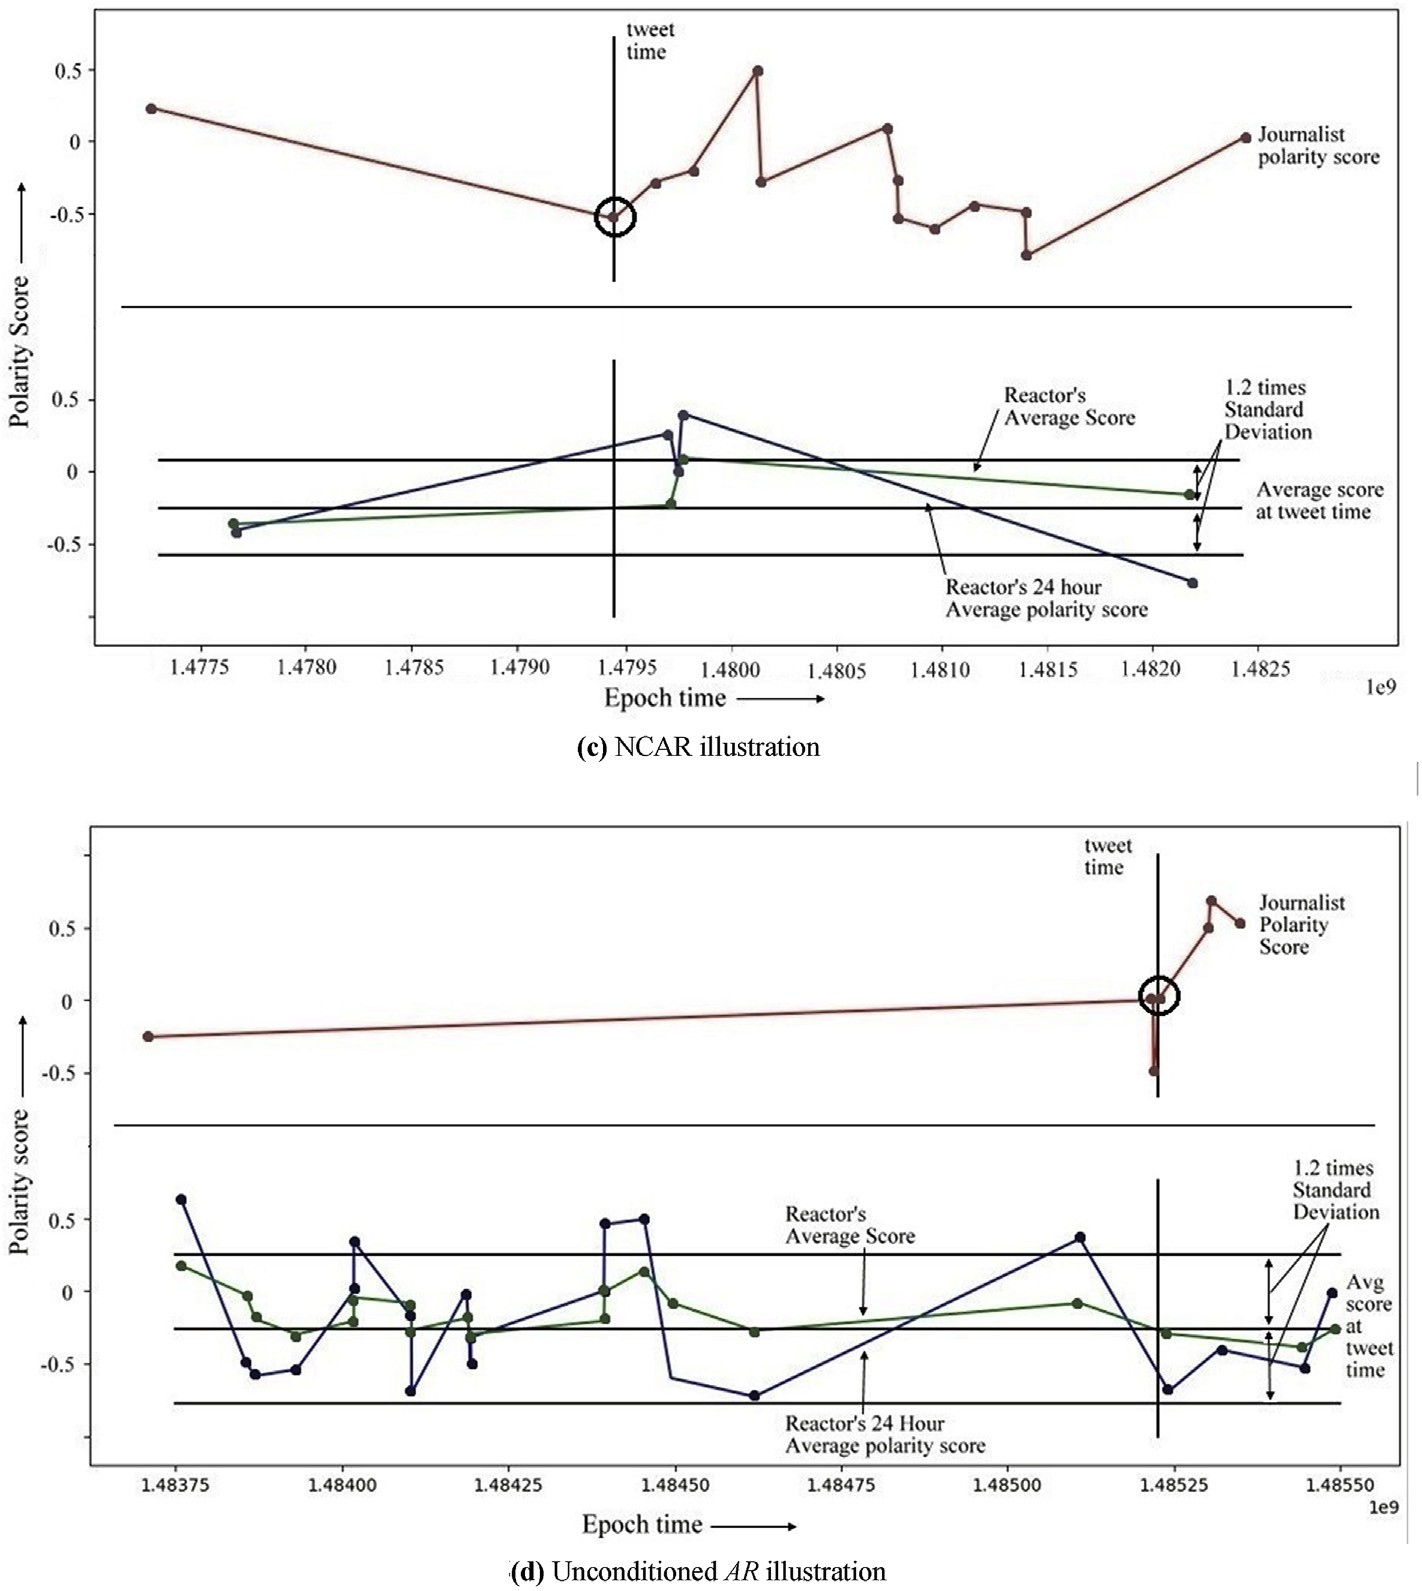 tweet
time
0.5
0
-0.5
Journalist
polarity score
Polarity Score
0.5
0
-0.5
Reactor's
Average Score
1.2 times
Standard
Deviation
Average score
at tweet time
Reactor's 24 hour
Average polarity score
1.4775 1.4780 1.4785 1.4790 1.4795 1.4800 1.4805 1.4810 1.4815 1.4820 1.4825
1e9
Epoch time
(c) NCAR illustration
tweet
time
0.5
0
-0.5
Journalist
Polarity
Score
Polarity score
0.5
0
-0.5
Reactor's
Average Score
1.2 times
Standard
Deviation
Avg
score
at
tweet
time
Reactor's 24 Hour
Average polarity score
1.48375 1.48400 1.48425 1.48450 1.48475 1.48500 1.48525 1.48550
1e9
Epoch time
(d) Unconditioned AR illustration